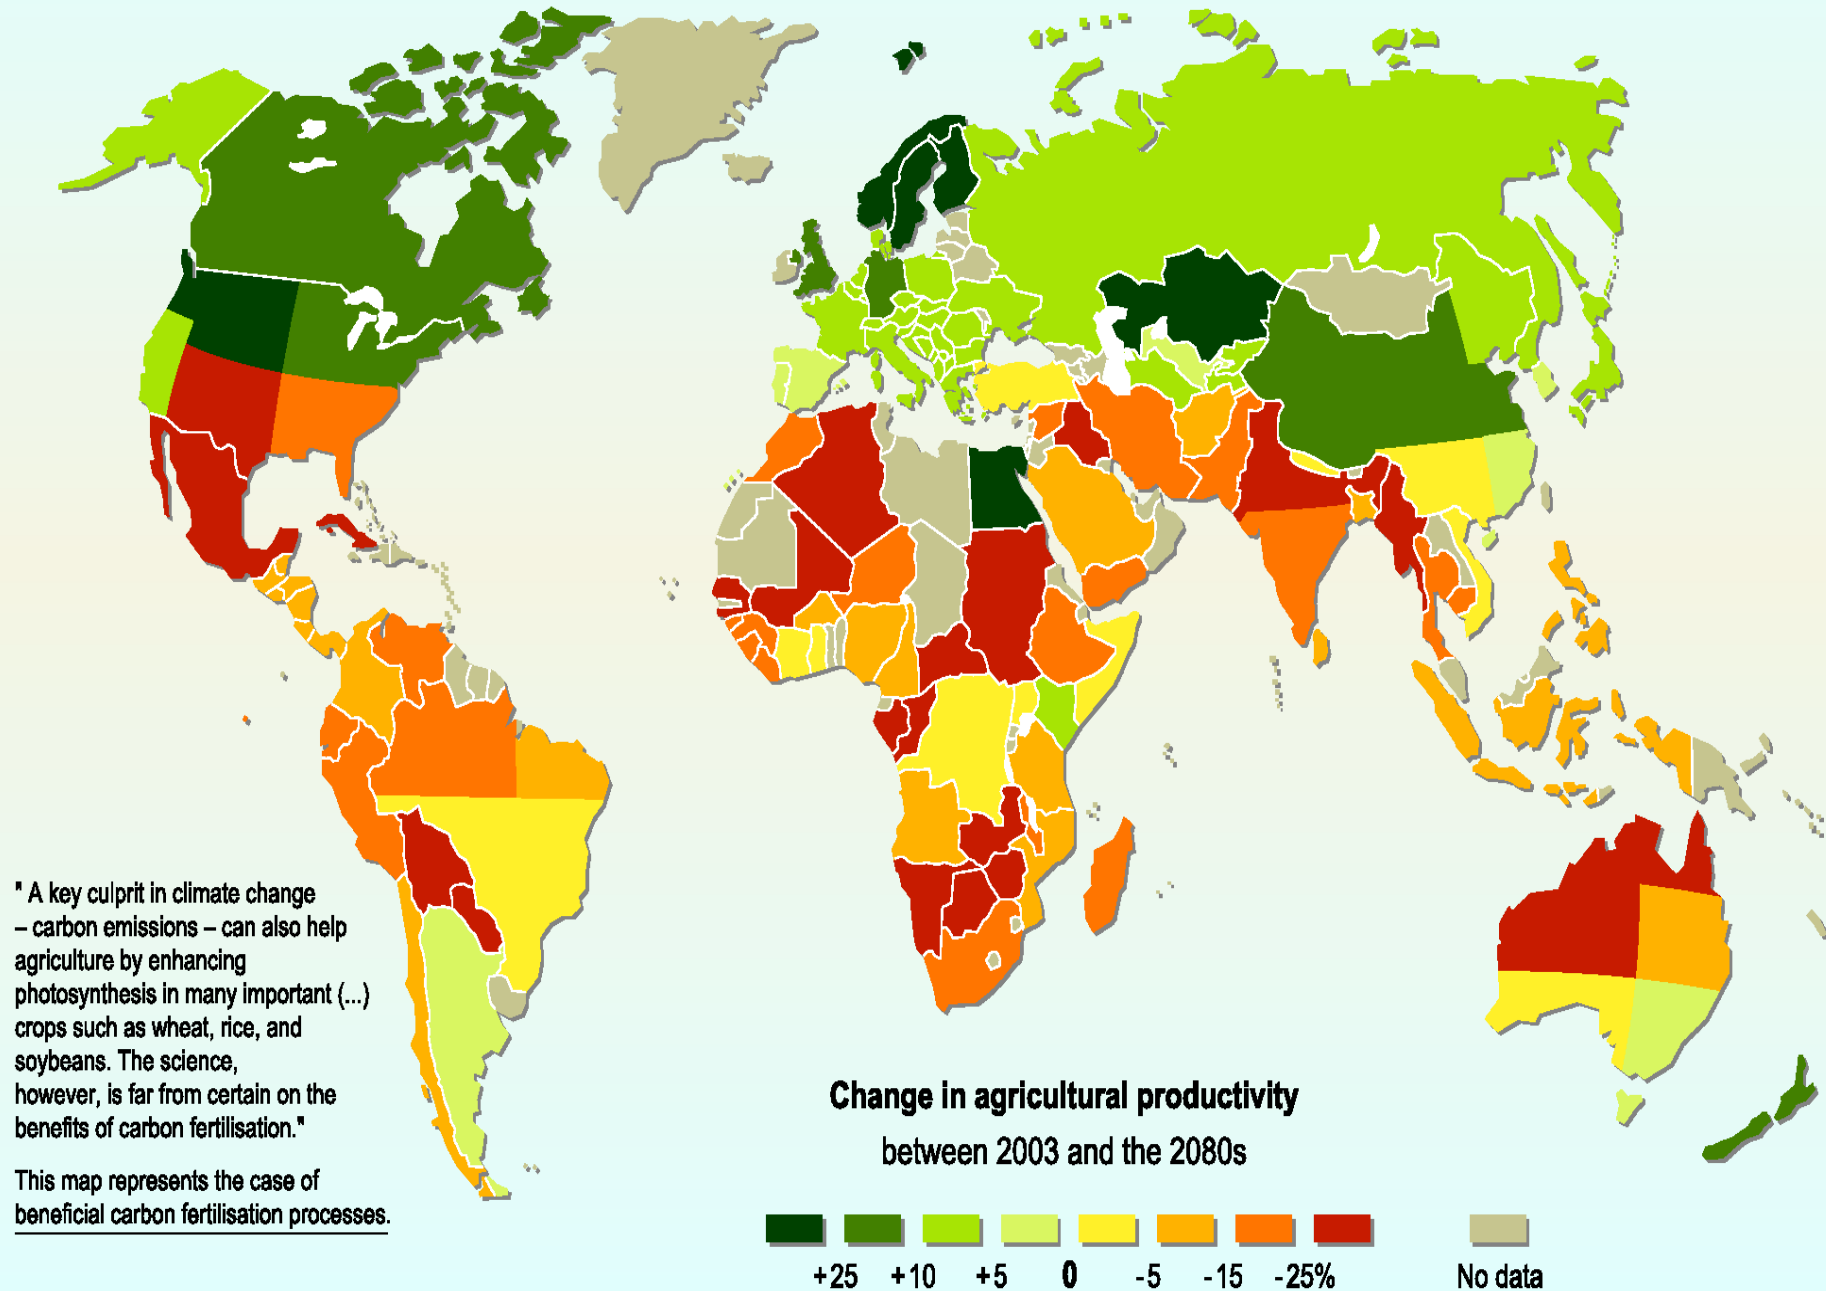 " A key culprit in climate change
– carbon emissions – can also help
agriculture by enhancing
photosynthesis in many important (...)
crops such as wheat, rice, and
soybeans. The science,
however, is far from certain on the
benefits of carbon fertilisation."
This map represents the case of
beneficial carbon fertilisation processes.
Change in agricultural productivity
between 2003 and the 2080s
+25 +10 +5 0 -5 -15 -25% No data